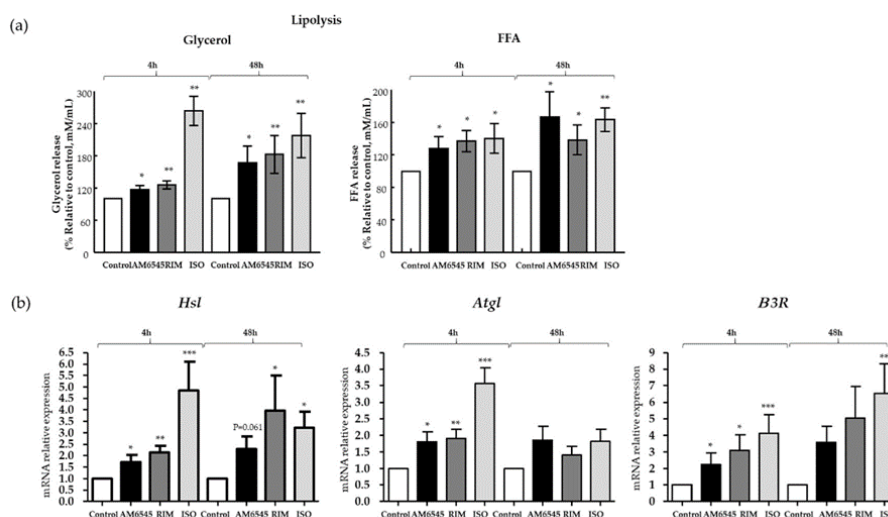 (a)
Lipolysis
Glycerol
FFA
4h
48h
4h
48h
Glycerol release
(% Relative to control, mM/mL)
300
240
180
120
60
0
*
**
**
*
**
**
ControlAM6545RIM ISO
ControlAM6545RIM ISO
FFA release
(% Relative to control, mM/mL)
200
160
120
80
40
0
*
*
*
*
*
**
Control AM6545 RIM ISO
Control AM6545 RIM ISO
(b)
Hsl
Atgl
B3R
4h
48h
4h
48h
4h
48h
mRNA relative expression
6.5
6.0
5.5
5.0
4.5
4.0
3.5
3.0
2.5
2.0
1.5
1.0
0.5
0.0
*
**
***
P=0.061
*
*
Control AM6545 RIM ISO
Control AM6545 RIM ISO
mRNA relative expression
4.5
4.0
3.5
3.0
2.5
2.0
1.5
1.0
0.5
0.0
*
**
***
Control AM6545 RIM ISO
Control AM6545 RIM ISO
mRNA relative expression
9
8
7
6
5
4
3
2
1
0
*
*
***
**
Control AM6545 RIM ISO
Control AM6545 RIM IS